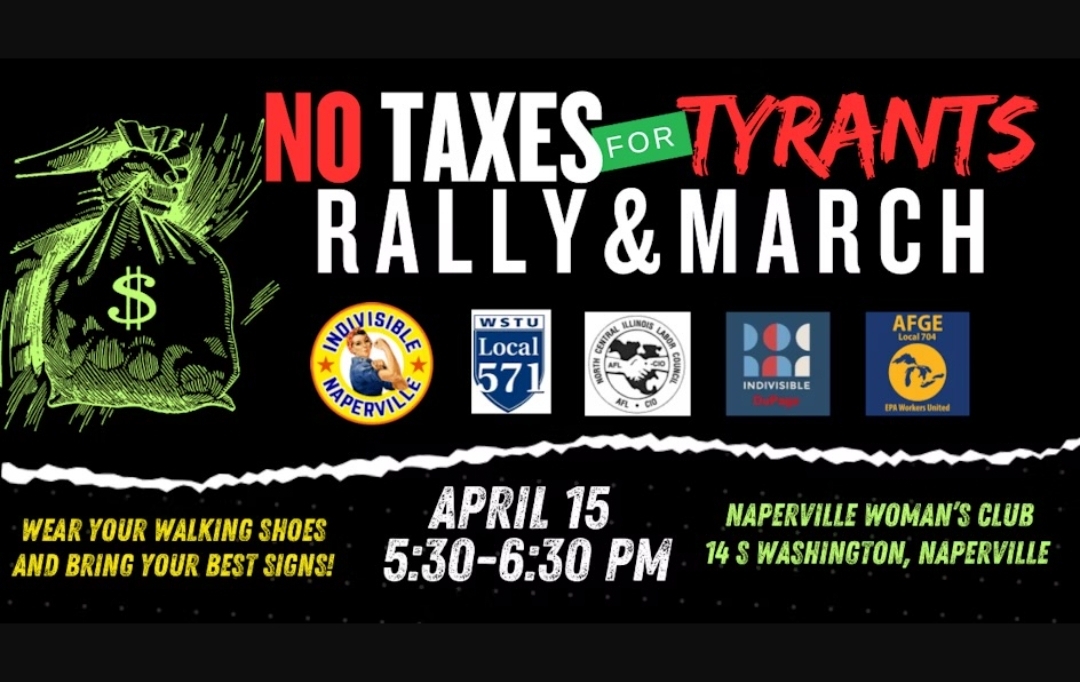 NO TAXES FOR TYRANTS
RALLY & MARCH
$
INDIVISIBLE
NAPERVILLE
WSTU
Local
571
NORTH CENTRAL ILLINOIS LABOR COUNCIL
AFL • CIO
AFL • CIO
INDIVISIBLE
DuPage
AFGE
Local 704
EPA Workers United
WEAR YOUR WALKING SHOES
AND BRING YOUR BEST SIGNS!
APRIL 15
5:30-6:30 PM
NAPERVILLE WOMAN'S CLUB
14 S WASHINGTON, NAPERVILLE